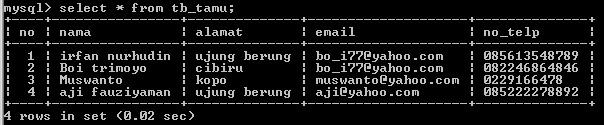 mysql> select * from tb_tamu;
| no | nama | alamat | email | no_telp |
| 1 | irfan nurhudin | ujung berung | bo_i77@yahoo.com | 085613548789 |
| 2 | Boi trimoyo | cibiru | bo_i77@yahoo.com | 082246864846 |
| 3 | Muswanto | kopo | muswanto@yahoo.com | 0229166478 |
| 4 | aji fauziyaman | ujung berung | aji@yahoo.com | 085222278892 |
4 rows in set (0.02 sec)